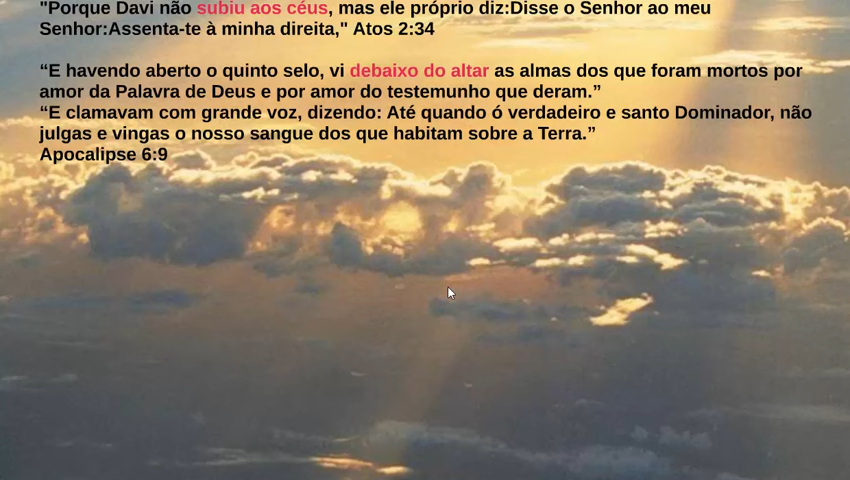 "Porque Davi não subiu aos céus, mas ele próprio diz:Disse o Senhor ao meu
Senhor:Assenta-te à minha direita," Atos 2:34
“E havendo aberto o quinto selo, vi debaixo do altar as almas dos que foram mortos por
amor da Palavra de Deus e por amor do testemunho que deram.”
“E clamavam com grande voz, dizendo: Até quando ó verdadeiro e santo Dominador, não
julgas e vingas o nosso sangue dos que habitam sobre a Terra.”
Apocalipse 6:9